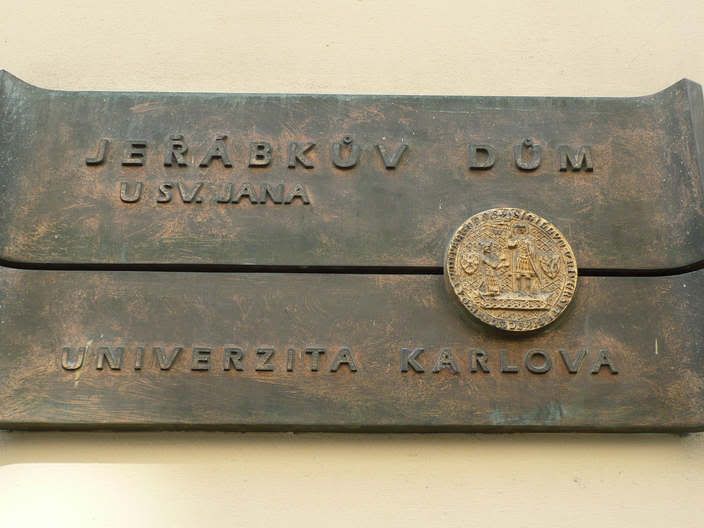 JEŘÁBKŮV DŮM
U SV. JANA
UNIVERZITA KARLOVA